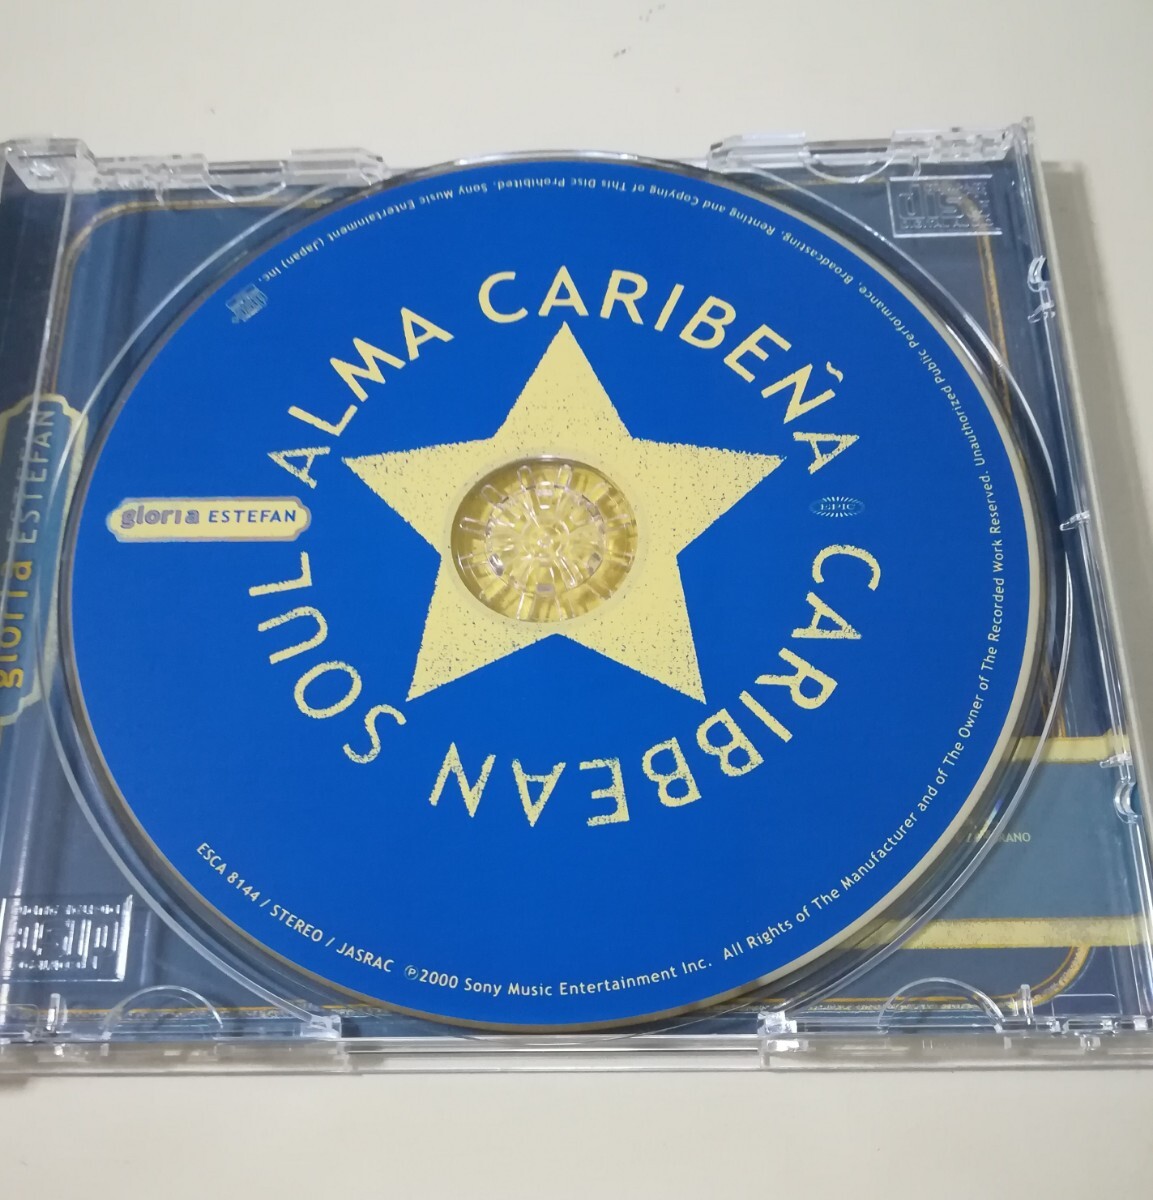 ALMA CARIBEÑA
CARIBBEAN SOUL
gloria ESTEFAN
EPIC
ESCA 8144 / STEREO / JASRAC ℗2000 Sony Music Entertainment Inc. All Rights of The Manufacturer and of The Owner of The Recorded Work Reserved. Unauthorized Public Performance, Broadcasting, Renting and Copying of This Disc Prohibited. Sony Music Entertainment (Japan) Inc.
gloria ESTEFAN